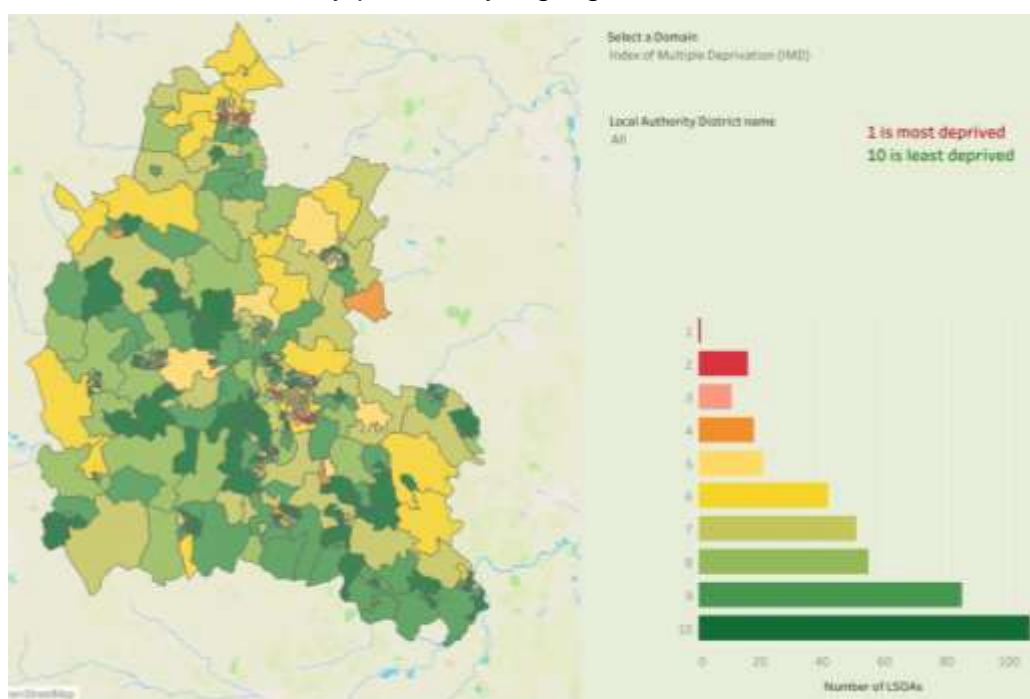 Select a Domain
Index of Multiple Deprivation (IMD)
Local Authority District name
All
1 is most deprived
10 is least deprived
1
2
3
4
5
6
7
8
9
10
0 20 40 60 80 100
Number of LSOAs
OpenStreetMap